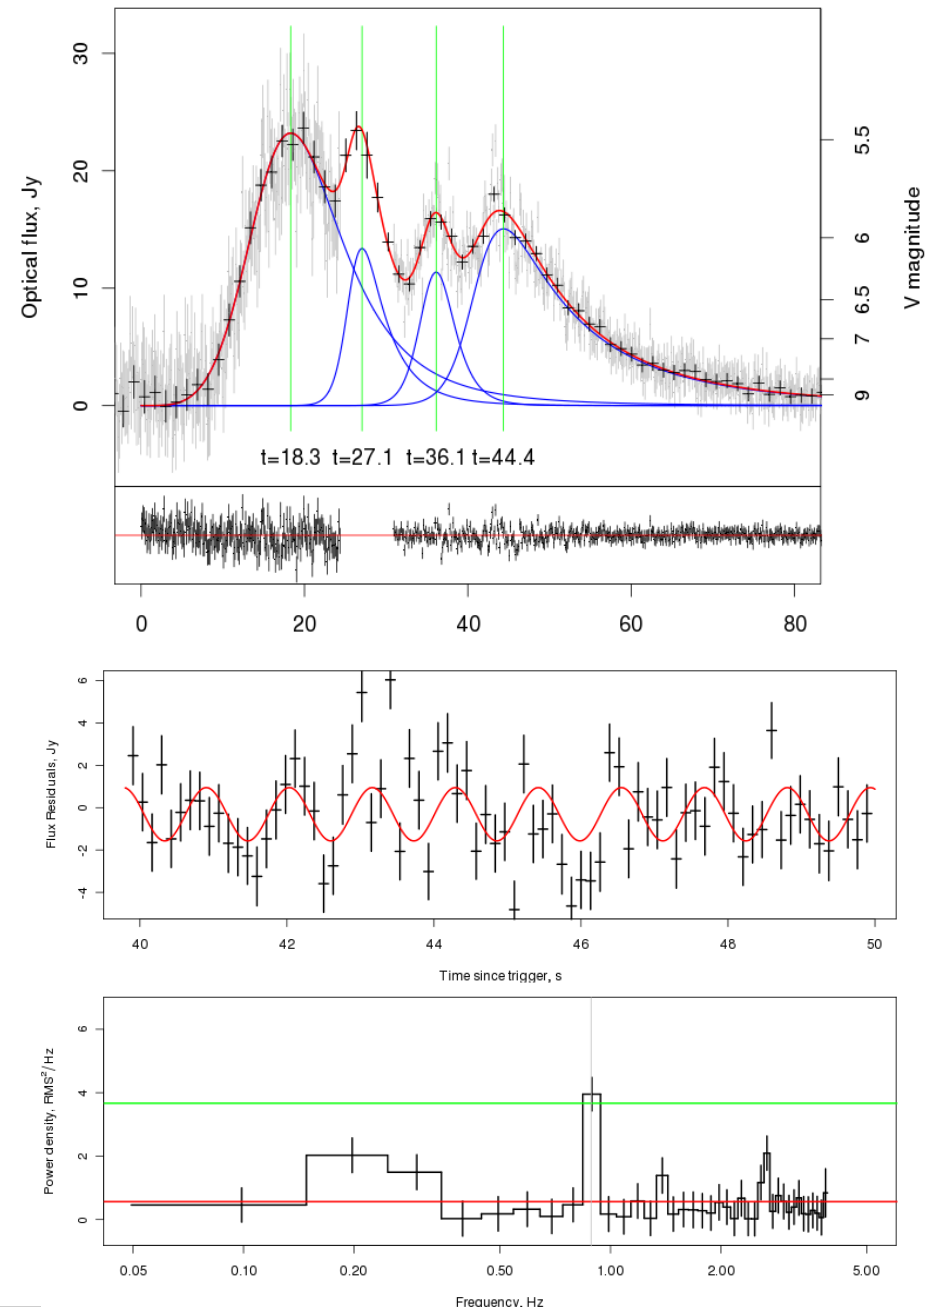 30
20
10
0
Optical flux, Jy
5.5
6
6.5
7
9
V magnitude
t=18.3 t=27.1 t=36.1 t=44.4
0 20 40 60 80
6
4
2
0
-2
-4
Flux Residuals, Jy
40 42 44 46 48 50
Time since trigger, s
6
4
2
0
Power density, RMS²/Hz
0.05 0.10 0.20 0.50 1.00 2.00 5.00
Frequency, Hz